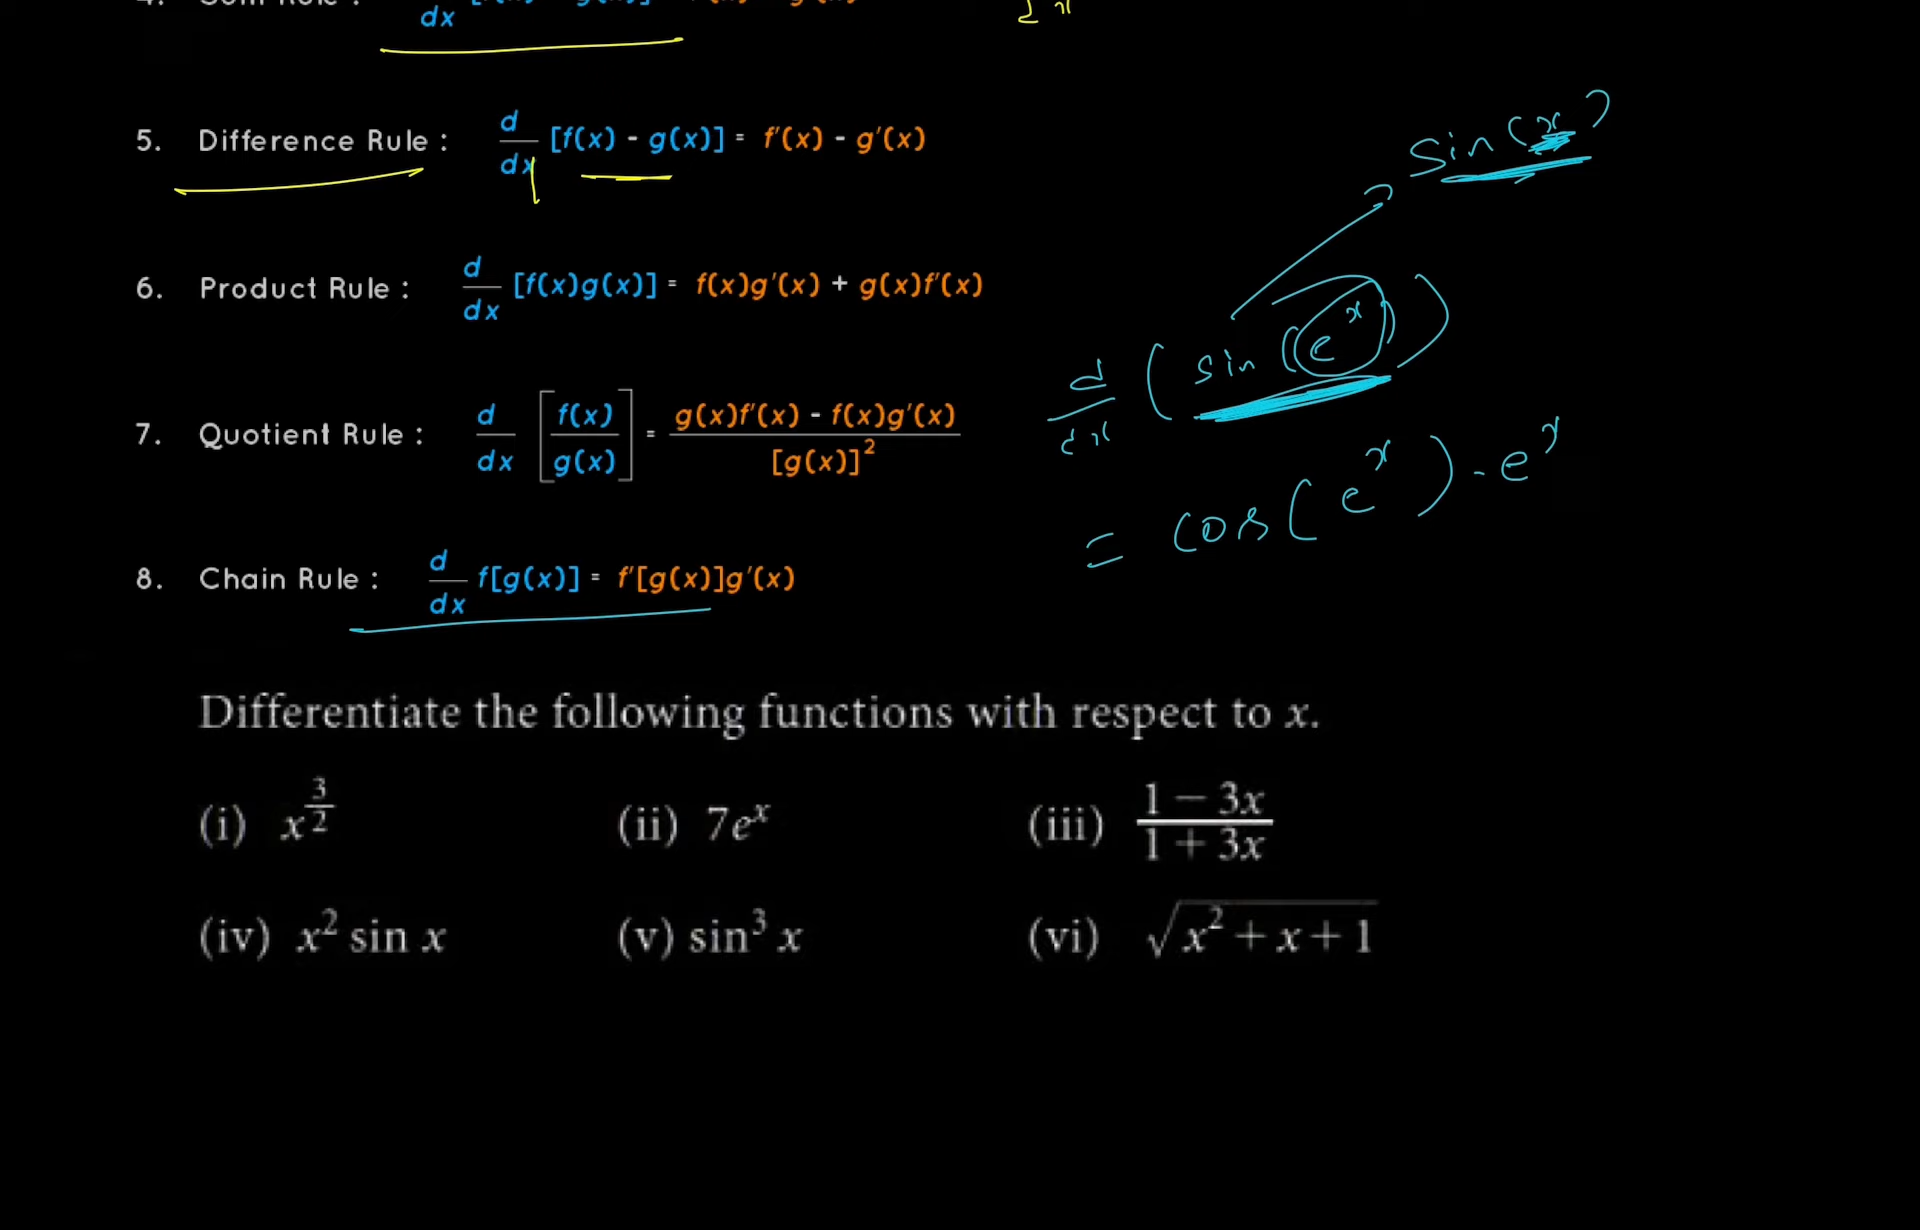 dx
5. Difference Rule : d/dx [f(x) - g(x)] = f'(x) - g'(x)
sin(x)
6. Product Rule : d/dx [f(x)g(x)] = f(x)g'(x) + g(x)f'(x)
d/dx (sin(e^x))
7. Quotient Rule : d/dx [f(x)/g(x)] = g(x)f'(x) - f(x)g'(x) / [g(x)]²
= cos(e^x) · e^x
8. Chain Rule : d/dx f[g(x)] = f'[g(x)]g'(x)
Differentiate the following functions with respect to x.
(i) x^(3/2) (ii) 7e^x (iii) 1 − 3x / 1 + 3x
(iv) x² sin x (v) sin³ x (vi) √(x² + x + 1)